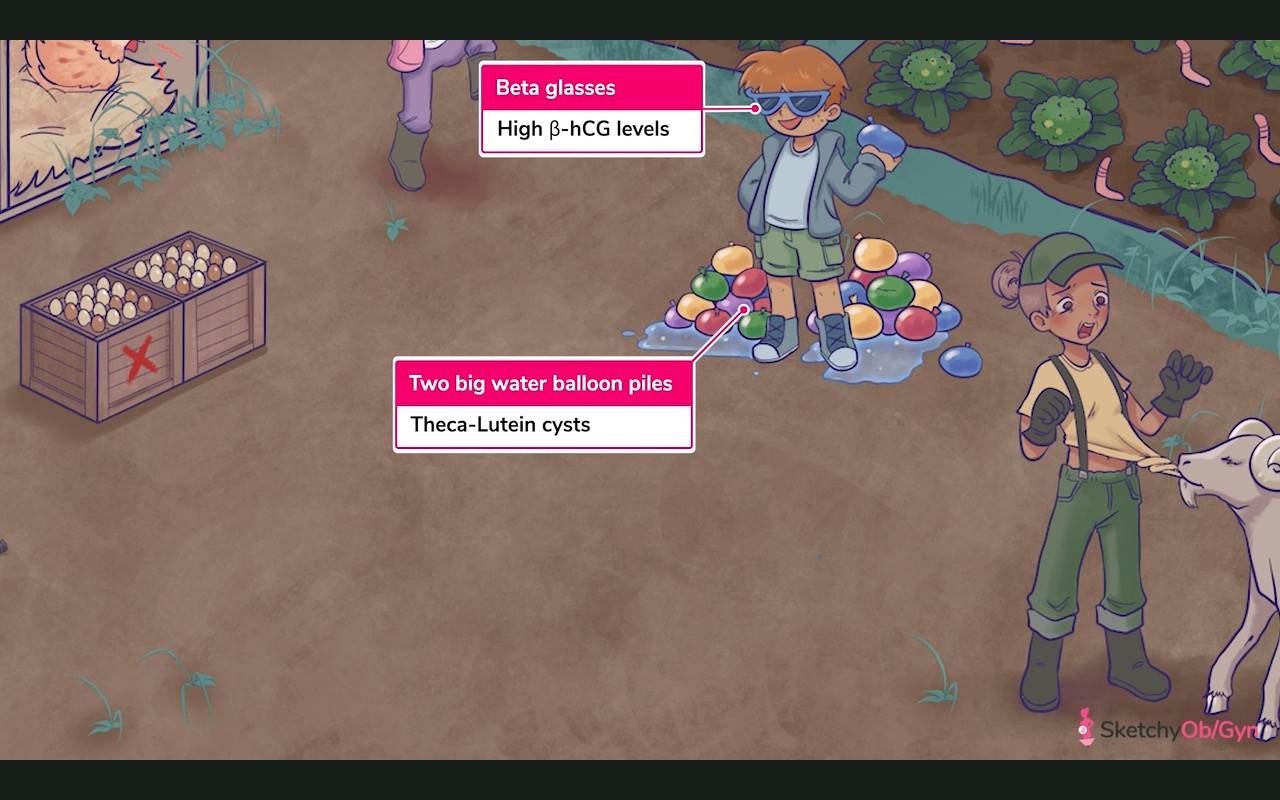 Beta glasses
High β-hCG levels
Two big water balloon piles
Theca-Lutein cysts
SketchyOb/Gyn